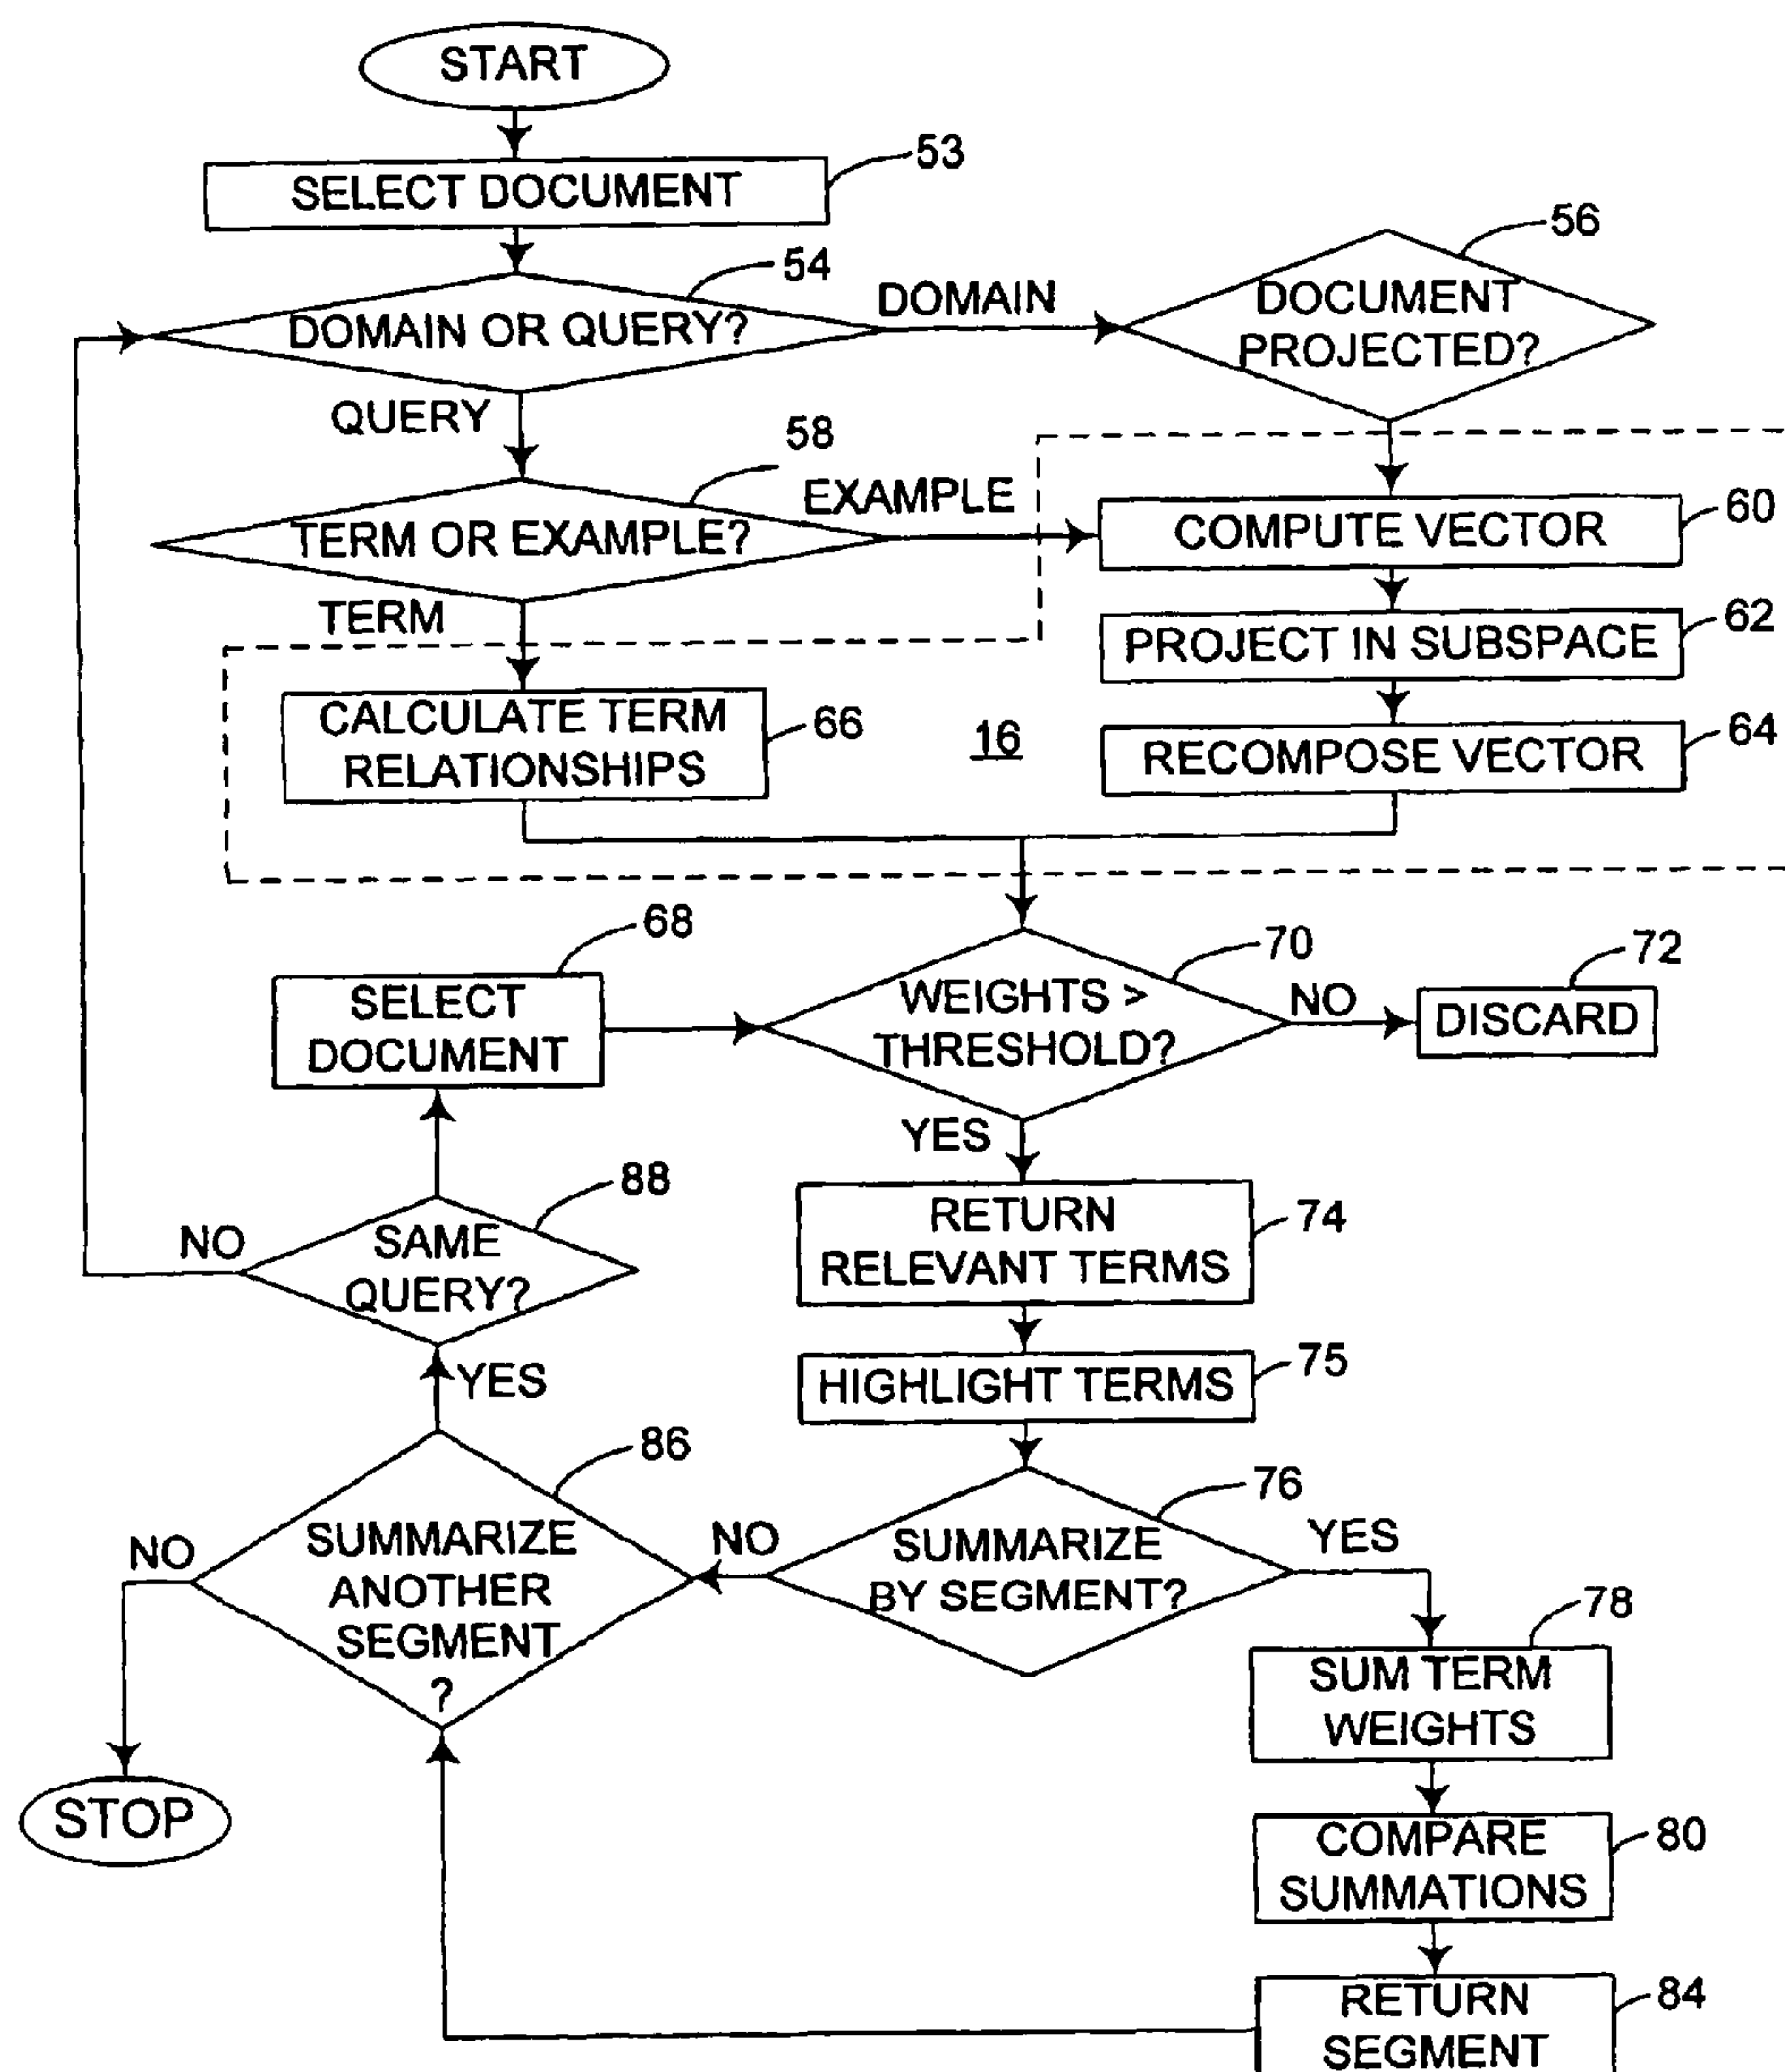 START
53
SELECT DOCUMENT
54
DOMAIN OR QUERY?
DOMAIN
56
DOCUMENT
PROJECTED?
QUERY
58
TERM OR EXAMPLE?
EXAMPLE
60
COMPUTE VECTOR
62
PROJECT IN SUBSPACE
64
RECOMPOSE VECTOR
TERM
CALCULATE TERM
RELATIONSHIPS
66
16
68
SELECT
DOCUMENT
70
WEIGHTS >
THRESHOLD?
NO
72
DISCARD
YES
RETURN
RELEVANT TERMS
74
HIGHLIGHT TERMS
75
88
SAME
QUERY?
NO
YES
86
SUMMARIZE
ANOTHER
SEGMENT
?
NO
STOP
76
SUMMARIZE
BY SEGMENT?
NO
YES
78
SUM TERM
WEIGHTS
COMPARE
SUMMATIONS
80
RETURN
SEGMENT
84